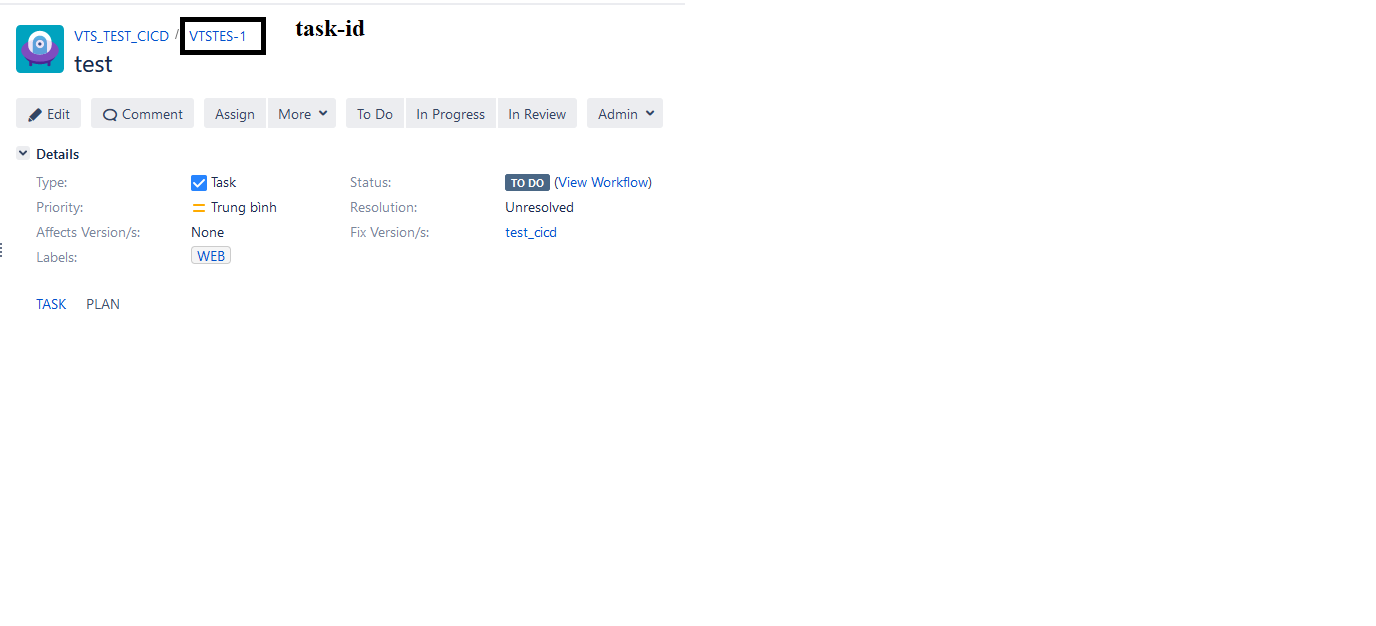 VTS_TEST_CICD / VTSTES-1 task-id
test
Edit Comment Assign More To Do In Progress In Review Admin
Details
Type: Task Status: TO DO (View Workflow)
Priority: Trung bình Resolution: Unresolved
Affects Version/s: None Fix Version/s: test_cicd
Labels: WEB
TASK PLAN